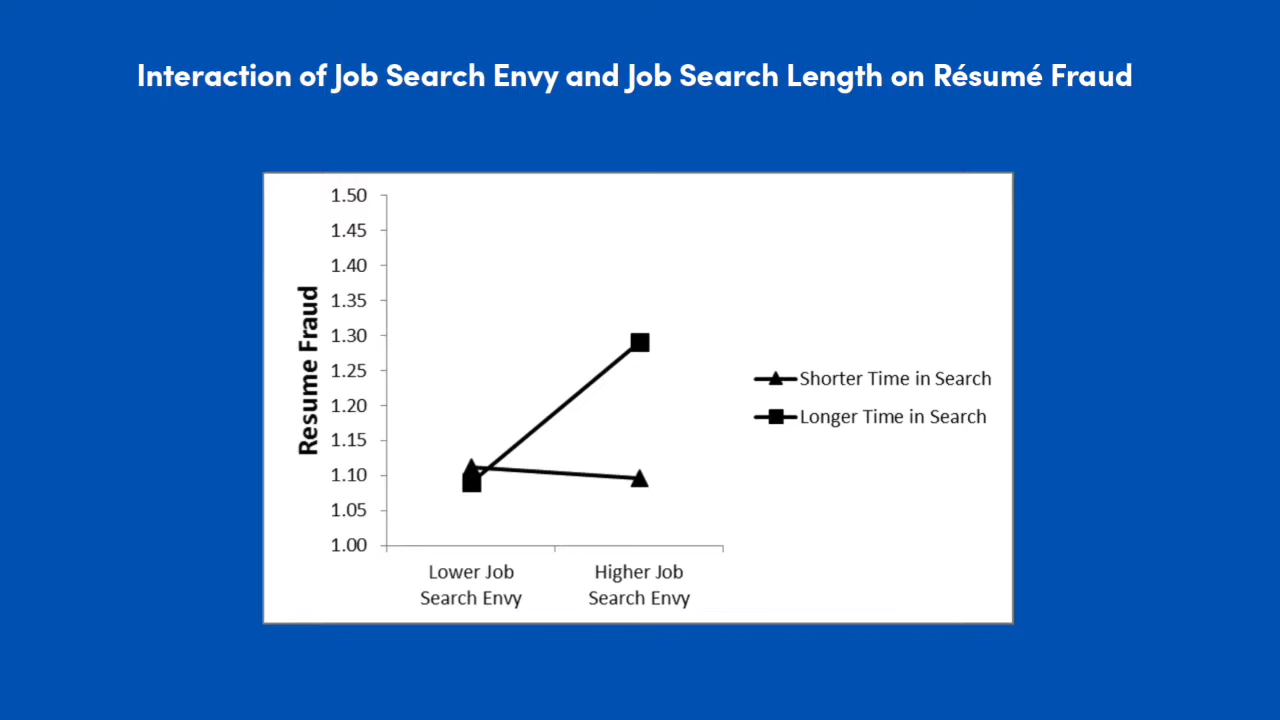 Interaction of Job Search Envy and Job Search Length on Résumé Fraud
1.50
1.45
1.40
1.35
1.30
1.25
1.20
1.15
1.10
1.05
1.00
Resume Fraud
Lower Job
Search Envy
Higher Job
Search Envy
Shorter Time in Search
Longer Time in Search